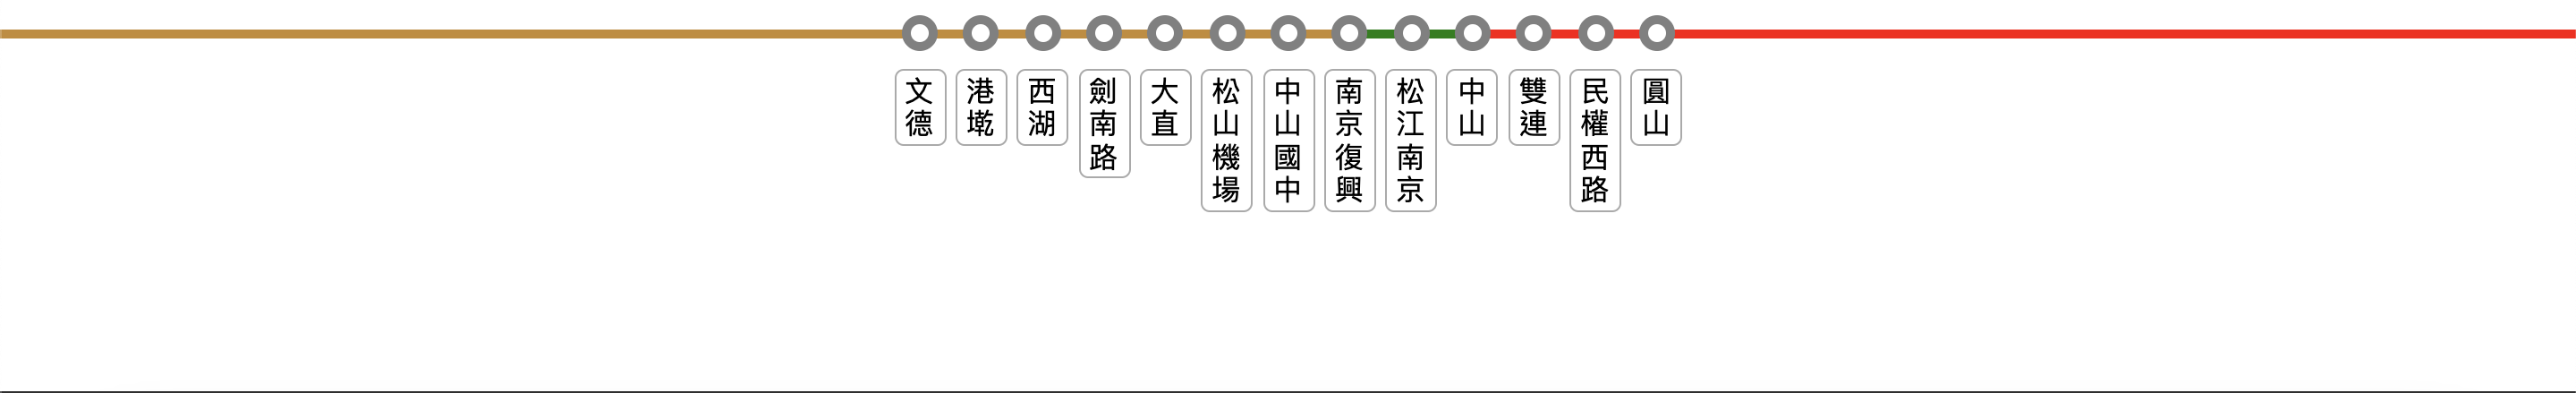 文德
港墘
西湖
劍南路
大直
松山機場
中山國中
南京復興
松江南京
中山
雙連
民權西路
圓山